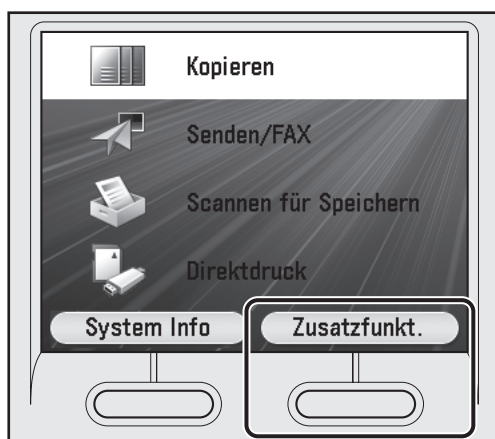 Kopieren
Senden/FAX
Scannen für Speichern
Direktdruck
System Info Zusatzfunkt.